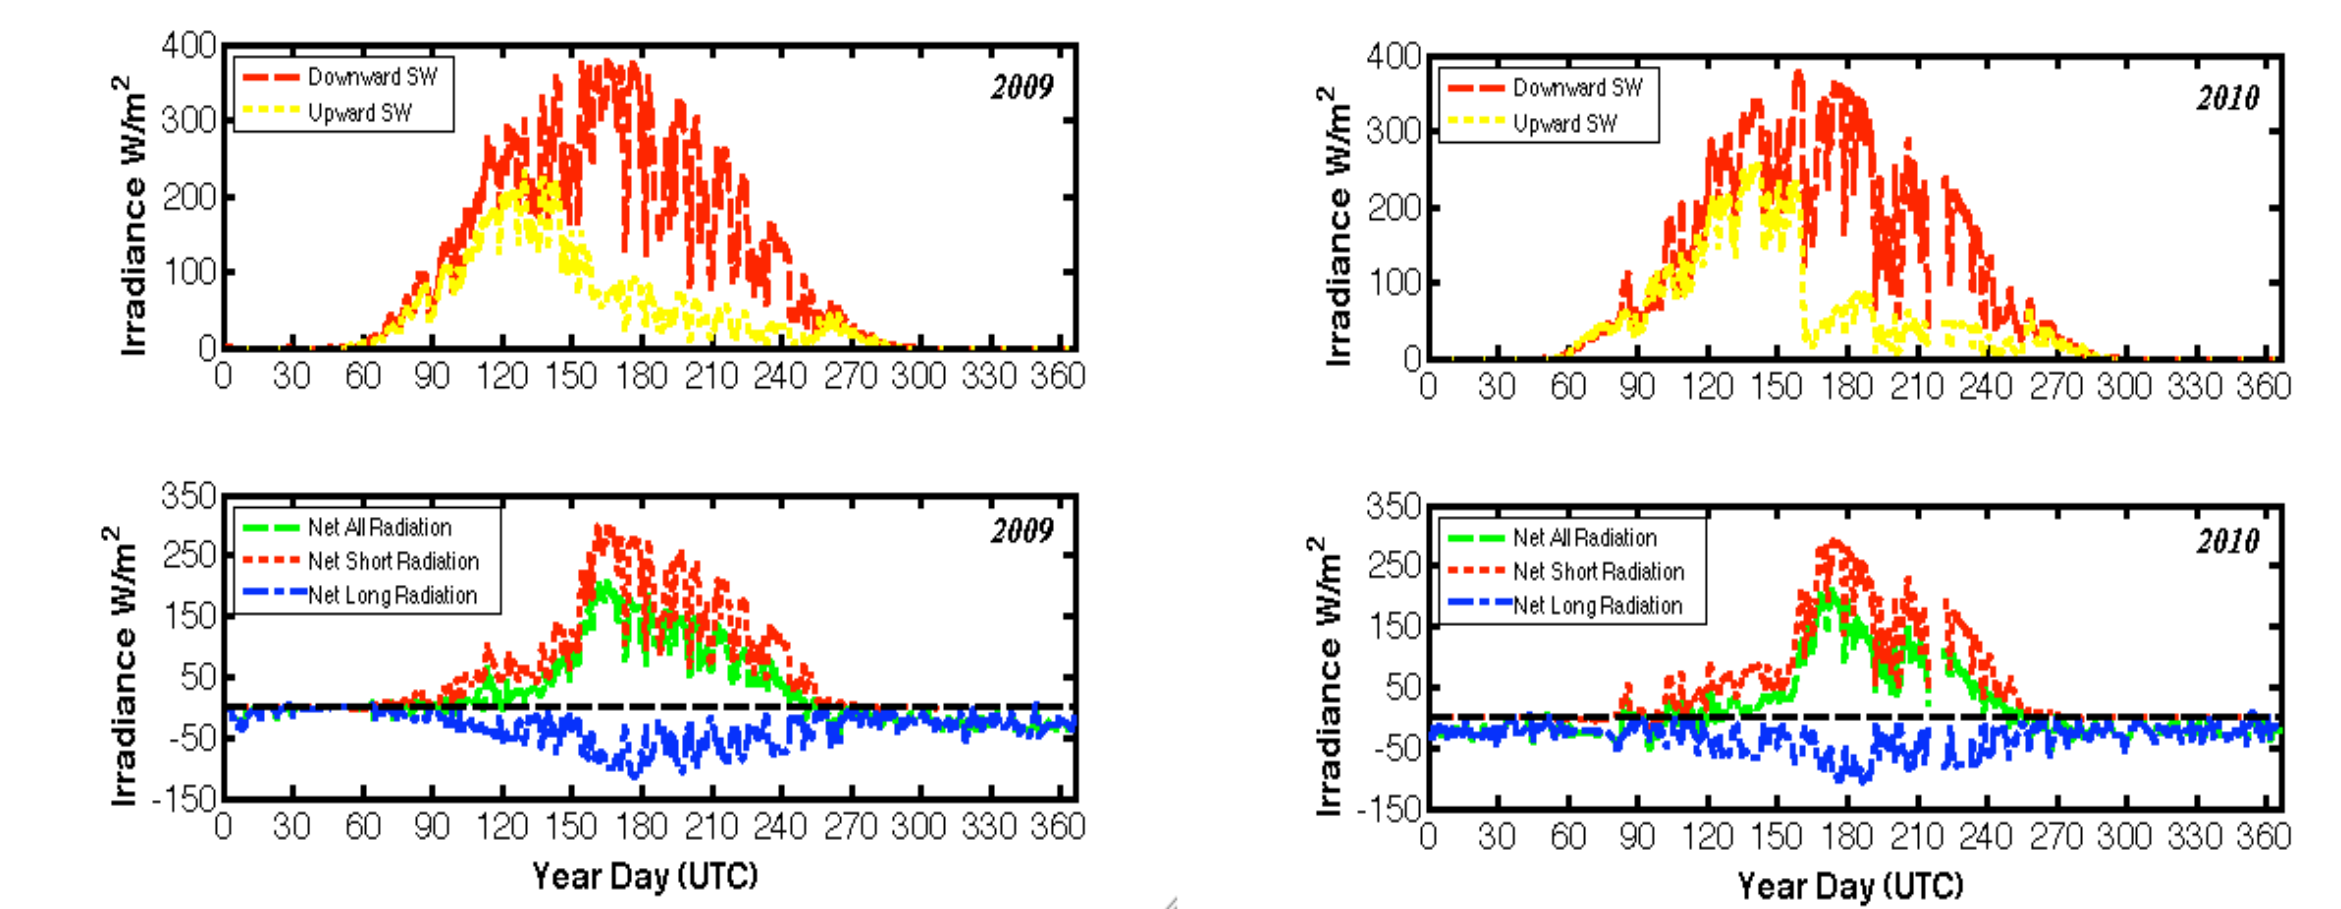 400
300
200
100
0
Irradiance W/m²
Downward SW
Upward SW
2009
0 30 60 90 120 150 180 210 240 270 300 330 360
400
300
200
100
0
Irradiance W/m²
Downward SW
Upward SW
2010
0 30 60 90 120 150 180 210 240 270 300 330 360
350
250
150
50
-50
-150
Irradiance W/m²
Net All Radiation
Net Short Radiation
Net Long Radiation
2009
0 30 60 90 120 150 180 210 240 270 300 330 360
Year Day (UTC)
350
250
150
50
-50
-150
Irradiance W/m²
Net All Radiation
Net Short Radiation
Net Long Radiation
2010
0 30 60 90 120 150 180 210 240 270 300 330 360
Year Day (UTC)